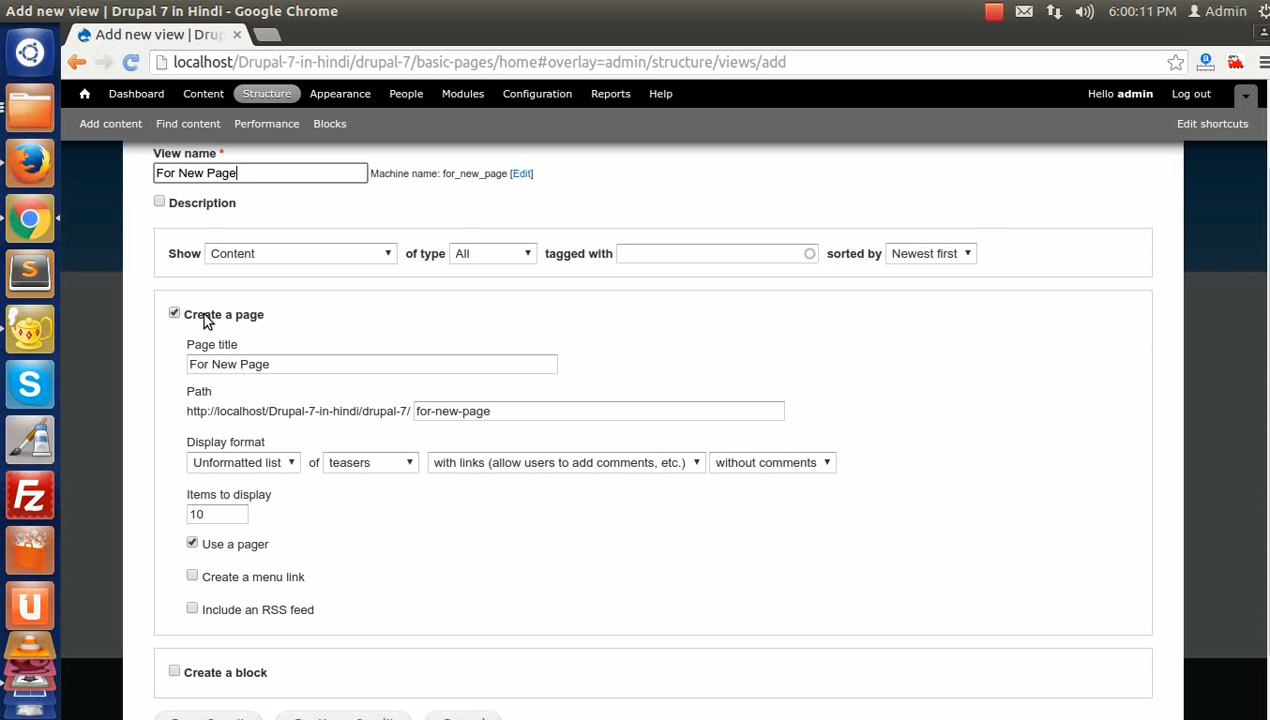 Add new view | Drupal 7 in Hindi - Google Chrome
6:00:11 PM
Admin
Add new view | Dru
localhost/Drupal-7-in-hindi/drupal-7/basic-pages/home#overlay=admin/structure/views/add
Dashboard Content Structure Appearance People Modules Configuration Reports Help Hello admin Log out
Add content Find content Performance Blocks Edit shortcuts
View name *
For New Page Machine name: for_new_page [Edit]
Description
Show Content of type All tagged with sorted by Newest first
Create a page
Page title
For New Page
Path
http://localhost/Drupal-7-in-hindi/drupal-7/ for-new-page
Display format
Unformatted list of teasers with links (allow users to add comments, etc.) without comments
Items to display
10
Use a pager
Create a menu link
Include an RSS feed
Create a block